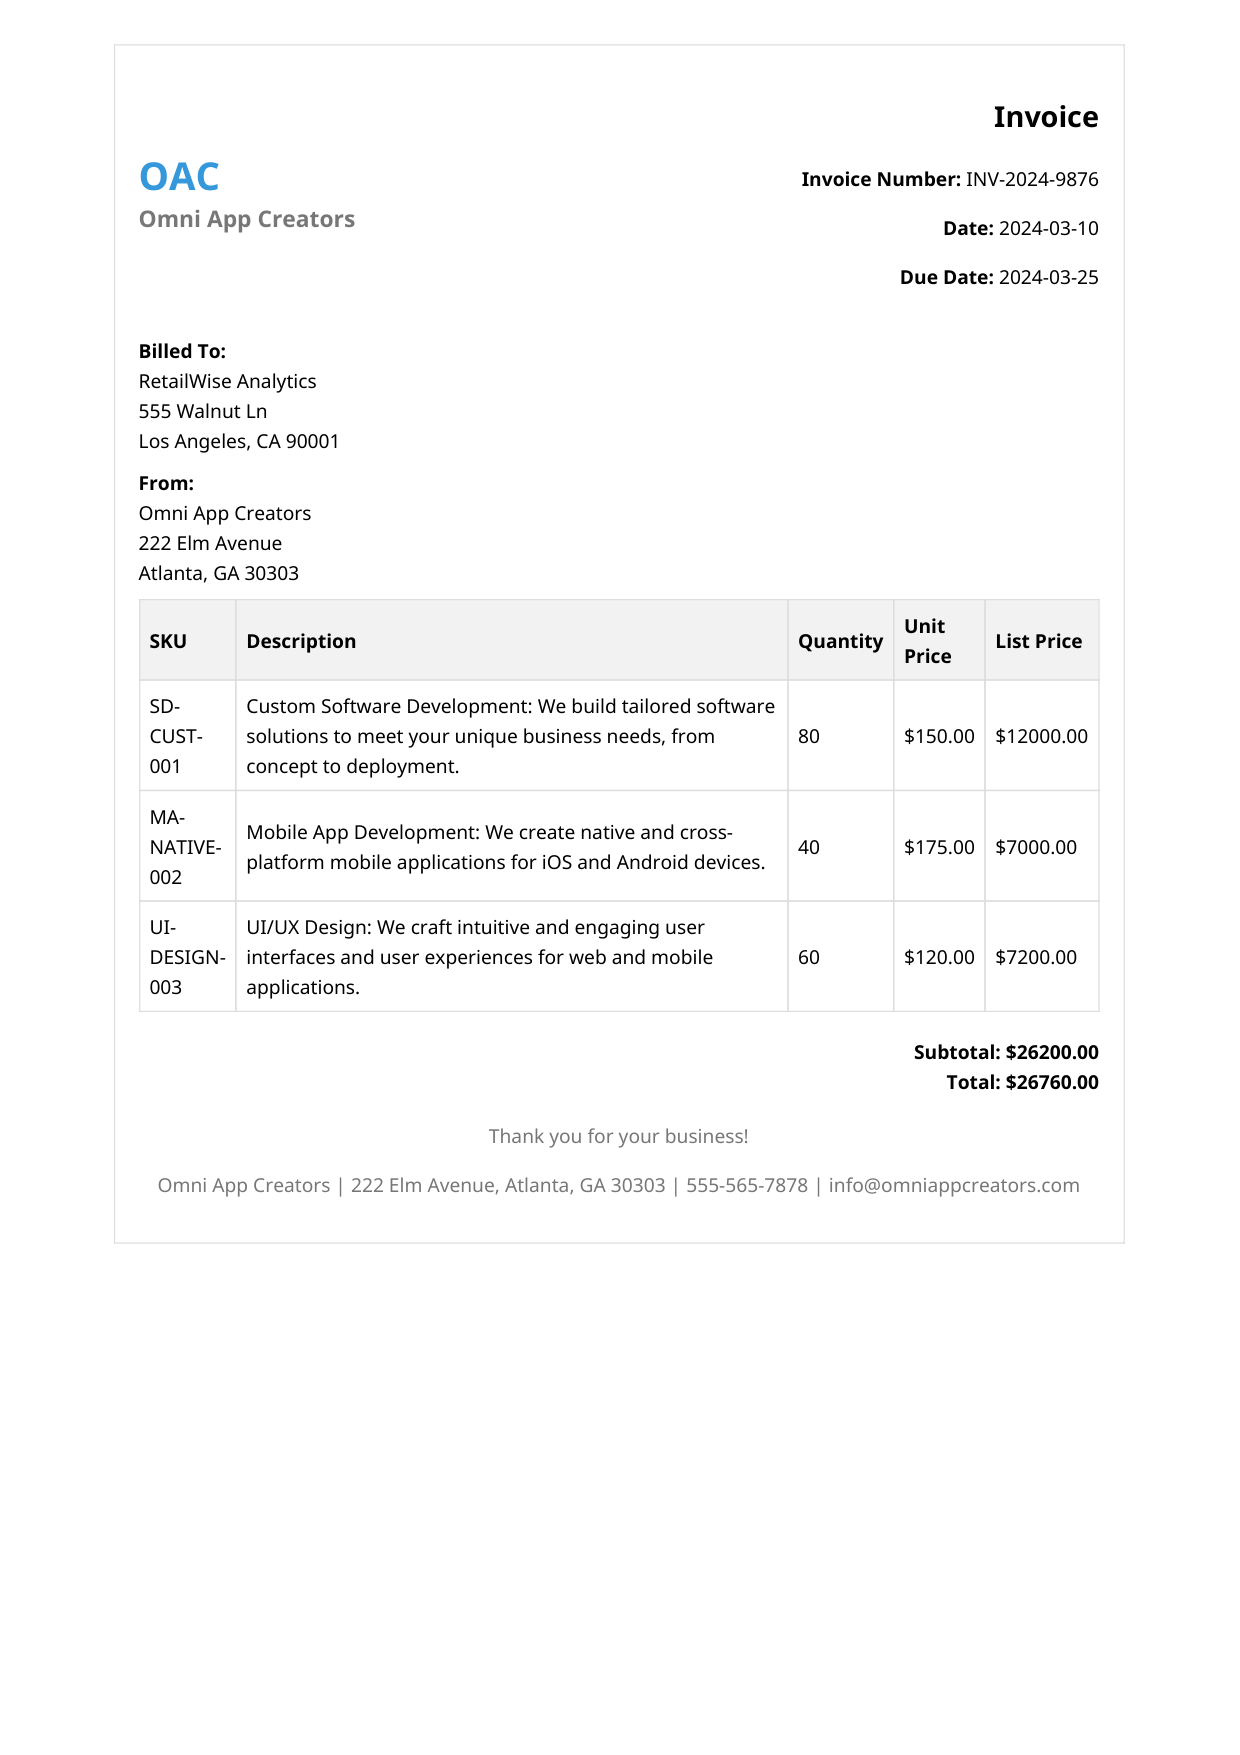 Invoice
OAC
Omni App Creators
Invoice Number: INV-2024-9876
Date: 2024-03-10
Due Date: 2024-03-25
Billed To:
RetailWise Analytics
555 Walnut Ln
Los Angeles, CA 90001
From:
Omni App Creators
222 Elm Avenue
Atlanta, GA 30303
SKU Description Quantity Unit Price List Price
SD-
CUST-
001
Custom Software Development: We build tailored software
solutions to meet your unique business needs, from
concept to deployment.
80 $150.00 $12000.00
MA-
NATIVE-
002
Mobile App Development: We create native and cross-
platform mobile applications for iOS and Android devices.
40 $175.00 $7000.00
UI-
DESIGN-
003
UI/UX Design: We craft intuitive and engaging user
interfaces and user experiences for web and mobile
applications.
60 $120.00 $7200.00
Subtotal: $26200.00
Total: $26760.00
Thank you for your business!
Omni App Creators | 222 Elm Avenue, Atlanta, GA 30303 | 555-565-7878 | info@omniappcreators.com